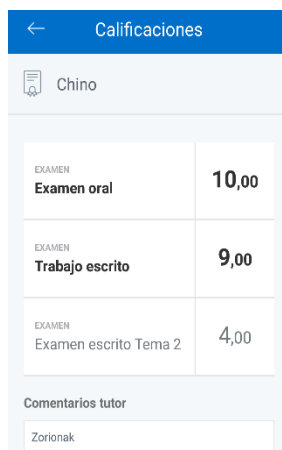 Calificaciones
Chino
EXAMEN
Examen oral
10,00
EXAMEN
Trabajo escrito
9,00
EXAMEN
Examen escrito Tema 2
4,00
Comentarios tutor
Zorionak